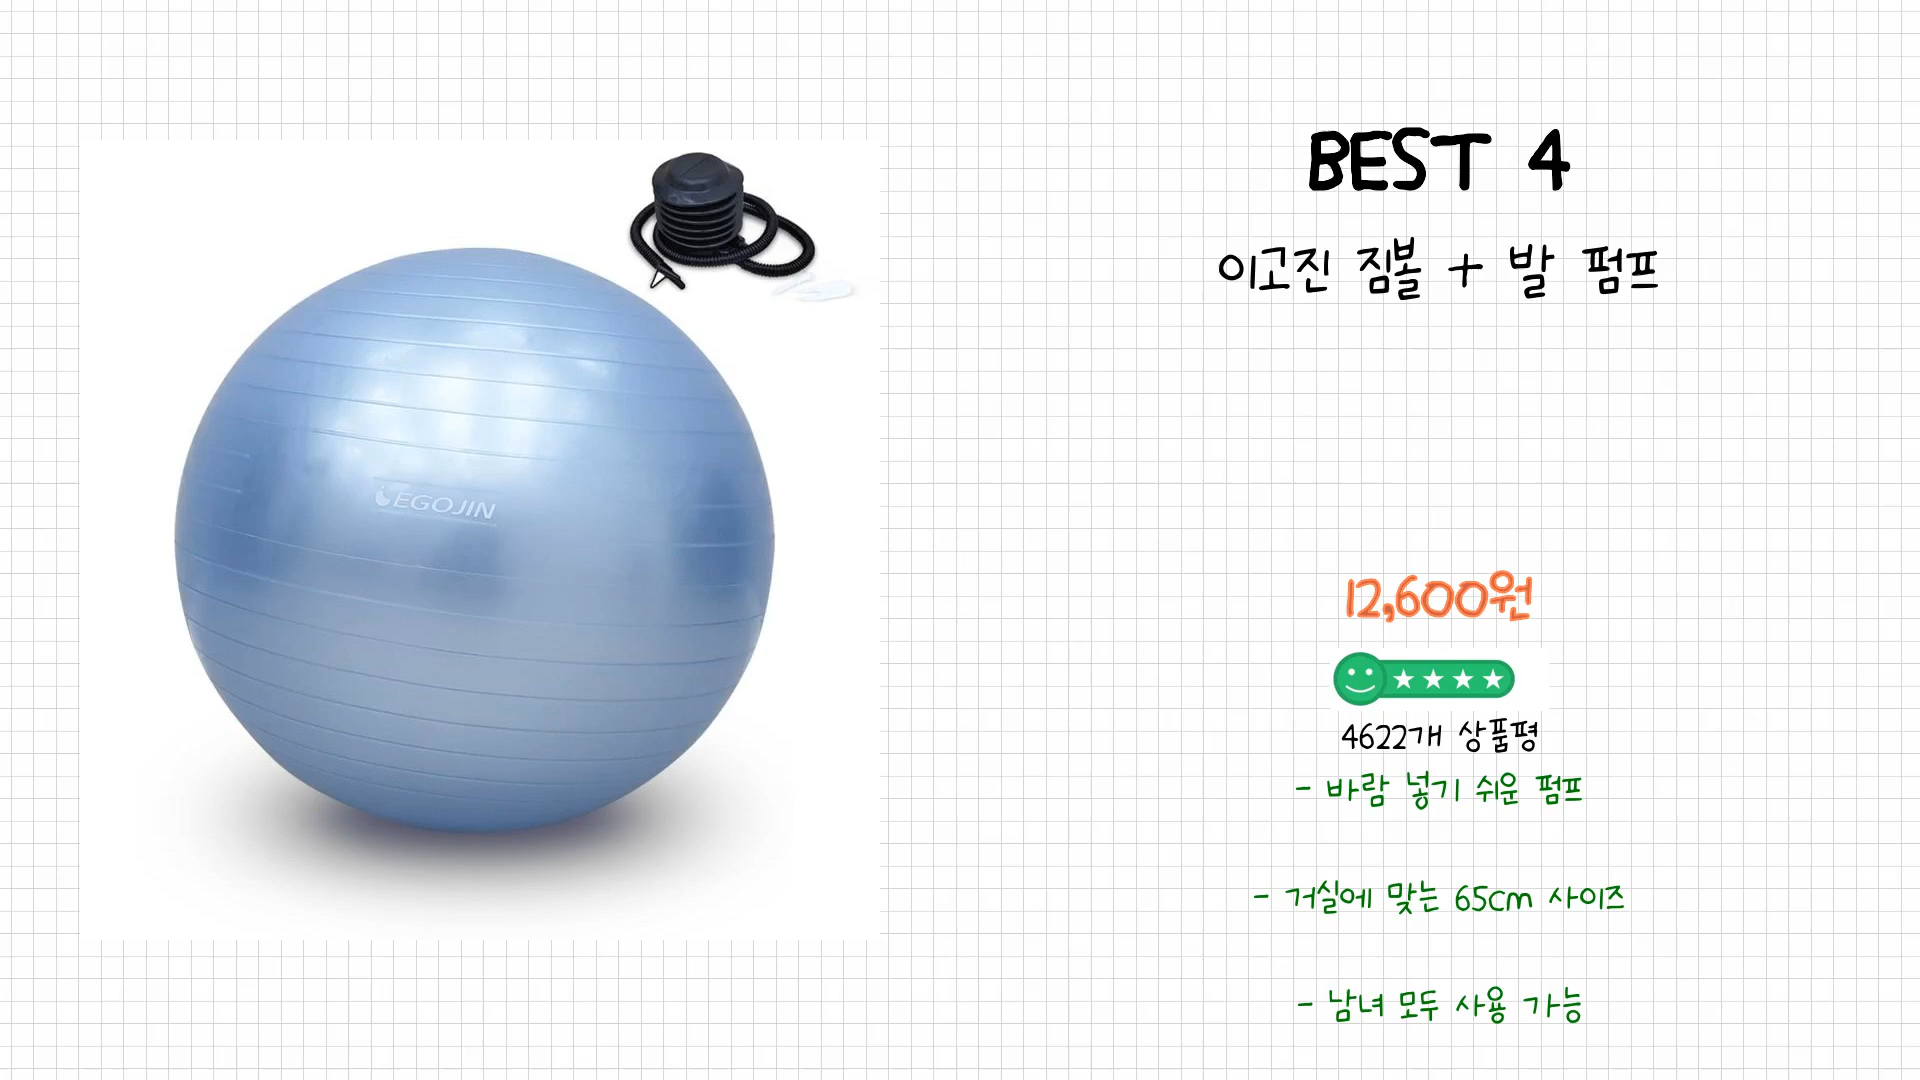 EGOJIN
BEST 4
이고진 짐볼 + 발 펌프
12,600원
4622개 상품평
- 바람 넣기 쉬운 펌프
- 거실에 맞는 65cm 사이즈
- 남녀 모두 사용 가능